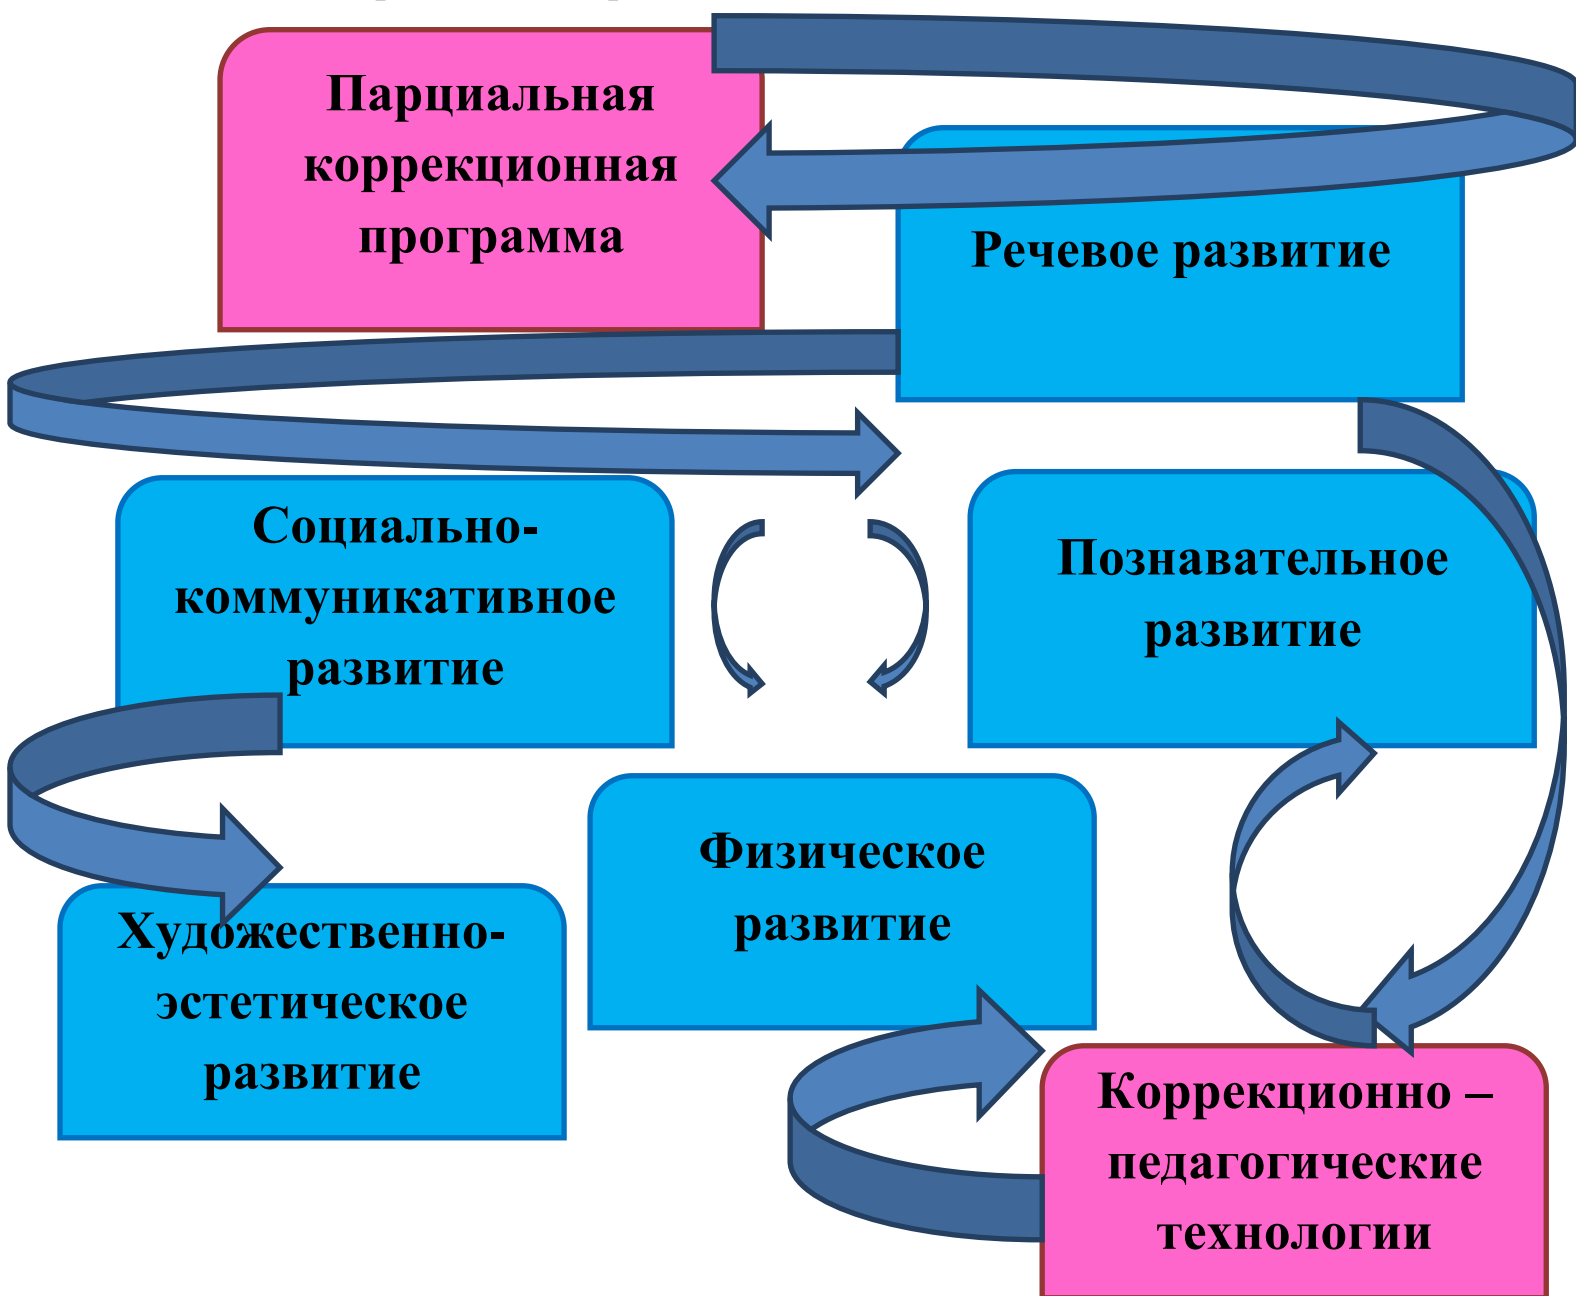 Парциальная
коррекционная
программа
Речевое развитие
Социально-
коммуникативное
развитие
Познавательное
развитие
Физическое
развитие
Художественно-
эстетическое
развитие
Коррекционно –
педагогические
технологии